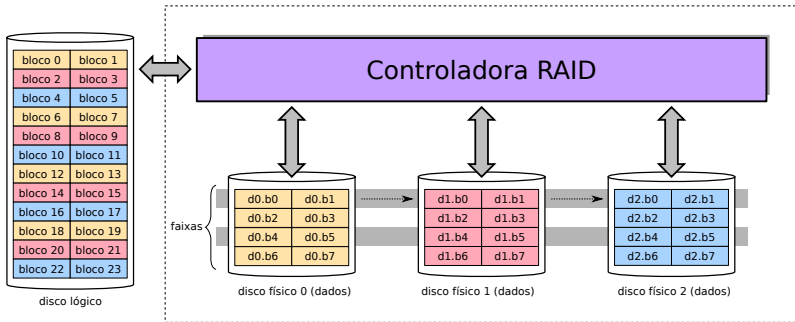 Controladora RAID
bloco 0 bloco 1
bloco 2 bloco 3
bloco 4 bloco 5
bloco 6 bloco 7
bloco 8 bloco 9
bloco 10 bloco 11
bloco 12 bloco 13
bloco 14 bloco 15
bloco 16 bloco 17
bloco 18 bloco 19
bloco 20 bloco 21
bloco 22 bloco 23
disco lógico
faixas
d0.b0 d0.b1
d0.b2 d0.b3
d0.b4 d0.b5
d0.b6 d0.b7
disco físico 0 (dados)
d1.b0 d1.b1
d1.b2 d1.b3
d1.b4 d1.b5
d1.b6 d1.b7
disco físico 1 (dados)
d2.b0 d2.b1
d2.b2 d2.b3
d2.b4 d2.b5
d2.b6 d2.b7
disco físico 2 (dados)